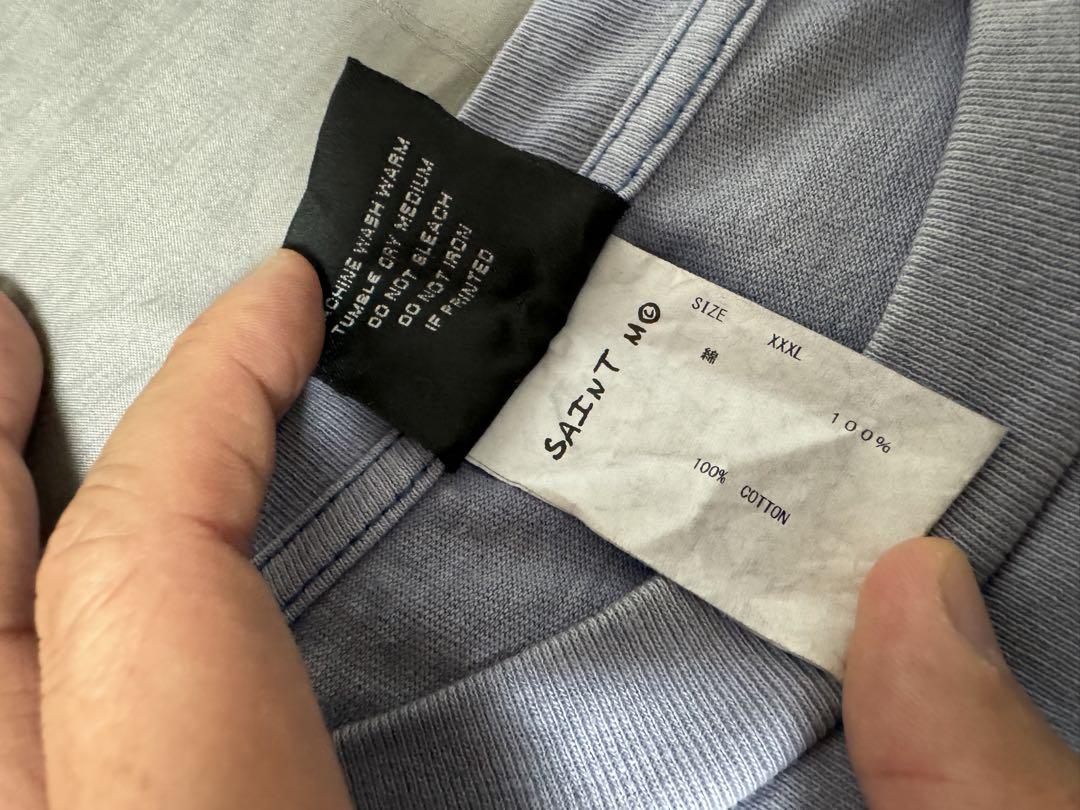 MACHINE WASH WARM
TUMBLE DRY MEDIUM
DO NOT BLEACH
DO NOT IRON
IF PRINTED
SAINT M©
SIZE XXXL
綿 100%
100% COTTON